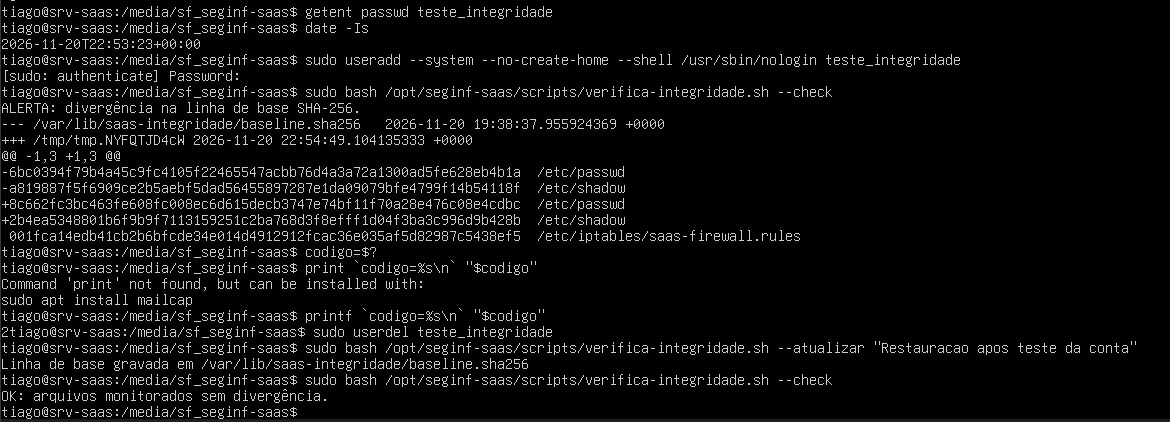 tiago@srv-saas:/media/sf_seginf-saas$ getent passwd teste_integridade
tiago@srv-saas:/media/sf_seginf-saas$ date -Is
2026-11-20T22:53:23+00:00
tiago@srv-saas:/media/sf_seginf-saas$ sudo useradd --system --no-create-home --shell /usr/sbin/nologin teste_integridade
[sudo: authenticate] Password:
tiago@srv-saas:/media/sf_seginf-saas$ sudo bash /opt/seginf-saas/scripts/verifica-integridade.sh --check
ALERTA: divergência na linha de base SHA-256.
--- /var/lib/saas-integridade/baseline.sha256   2026-11-20 19:38:37.955924369 +0000
+++ /tmp/tmp.NYFQTJD4cW 2026-11-20 22:54:49.104135333 +0000
@@ -1,3 +1,3 @@
-6bc0394f79b4a45c9fc4105f22465547acbb76d4a3a72a1300ad5fe628eb4b1a  /etc/passwd
-a819887f5f6909ce2b5aebf5dad56455897287e1da09079bfe4799f14b54118f  /etc/shadow
+8c662fc3bc463fe608fc008ec6d615decb3747e74bf11f70a28e476c08e4cdbc  /etc/passwd
+2b4ea5348801b6f9b9f7113159251c2ba768d3f8efff1d04f3ba3c996d9b428b  /etc/shadow
 001fca14edb41cb2b6bfcde34e014d4912912fcac36e035af5d82987c5438ef5  /etc/iptables/saas-firewall.rules
tiago@srv-saas:/media/sf_seginf-saas$ codigo=$?
tiago@srv-saas:/media/sf_seginf-saas$ print `codigo=%s\n` "$codigo"
Command 'print' not found, but can be installed with:
sudo apt install mailcap
tiago@srv-saas:/media/sf_seginf-saas$ printf `codigo=%s\n` "$codigo"
2tiago@srv-saas:/media/sf_seginf-saas$ sudo userdel teste_integridade
tiago@srv-saas:/media/sf_seginf-saas$ sudo bash /opt/seginf-saas/scripts/verifica-integridade.sh --atualizar "Restauracao apos teste da conta"
Linha de base gravada em /var/lib/saas-integridade/baseline.sha256
tiago@srv-saas:/media/sf_seginf-saas$ sudo bash /opt/seginf-saas/scripts/verifica-integridade.sh --check
OK: arquivos monitorados sem divergência.
tiago@srv-saas:/media/sf_seginf-saas$